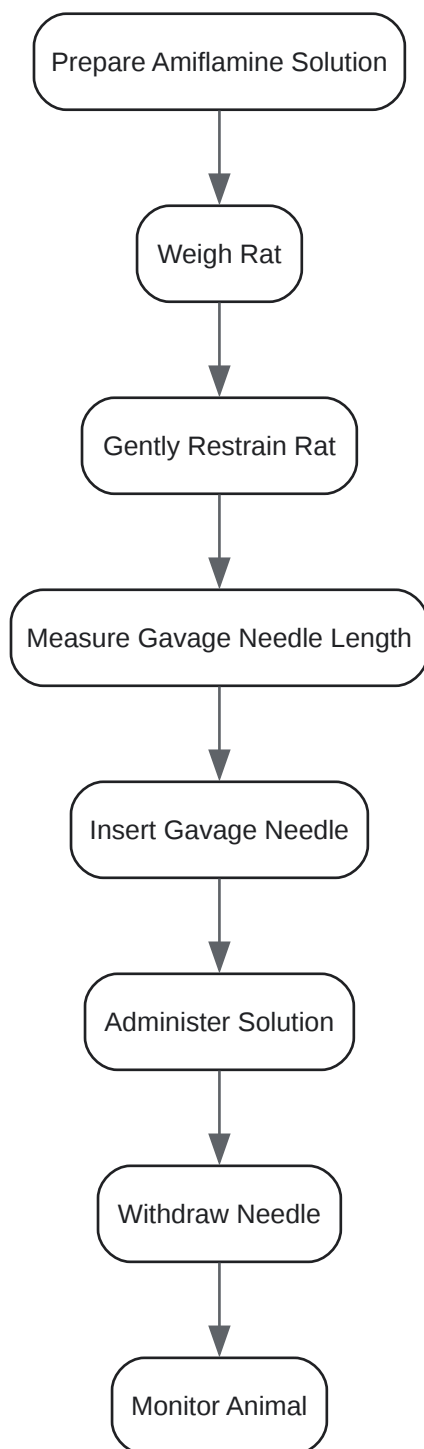 Prepare Amiflamine Solution
Weigh Rat
Gently Restrain Rat
Measure Gavage Needle Length
Insert Gavage Needle
Administer Solution
Withdraw Needle
Monitor Animal